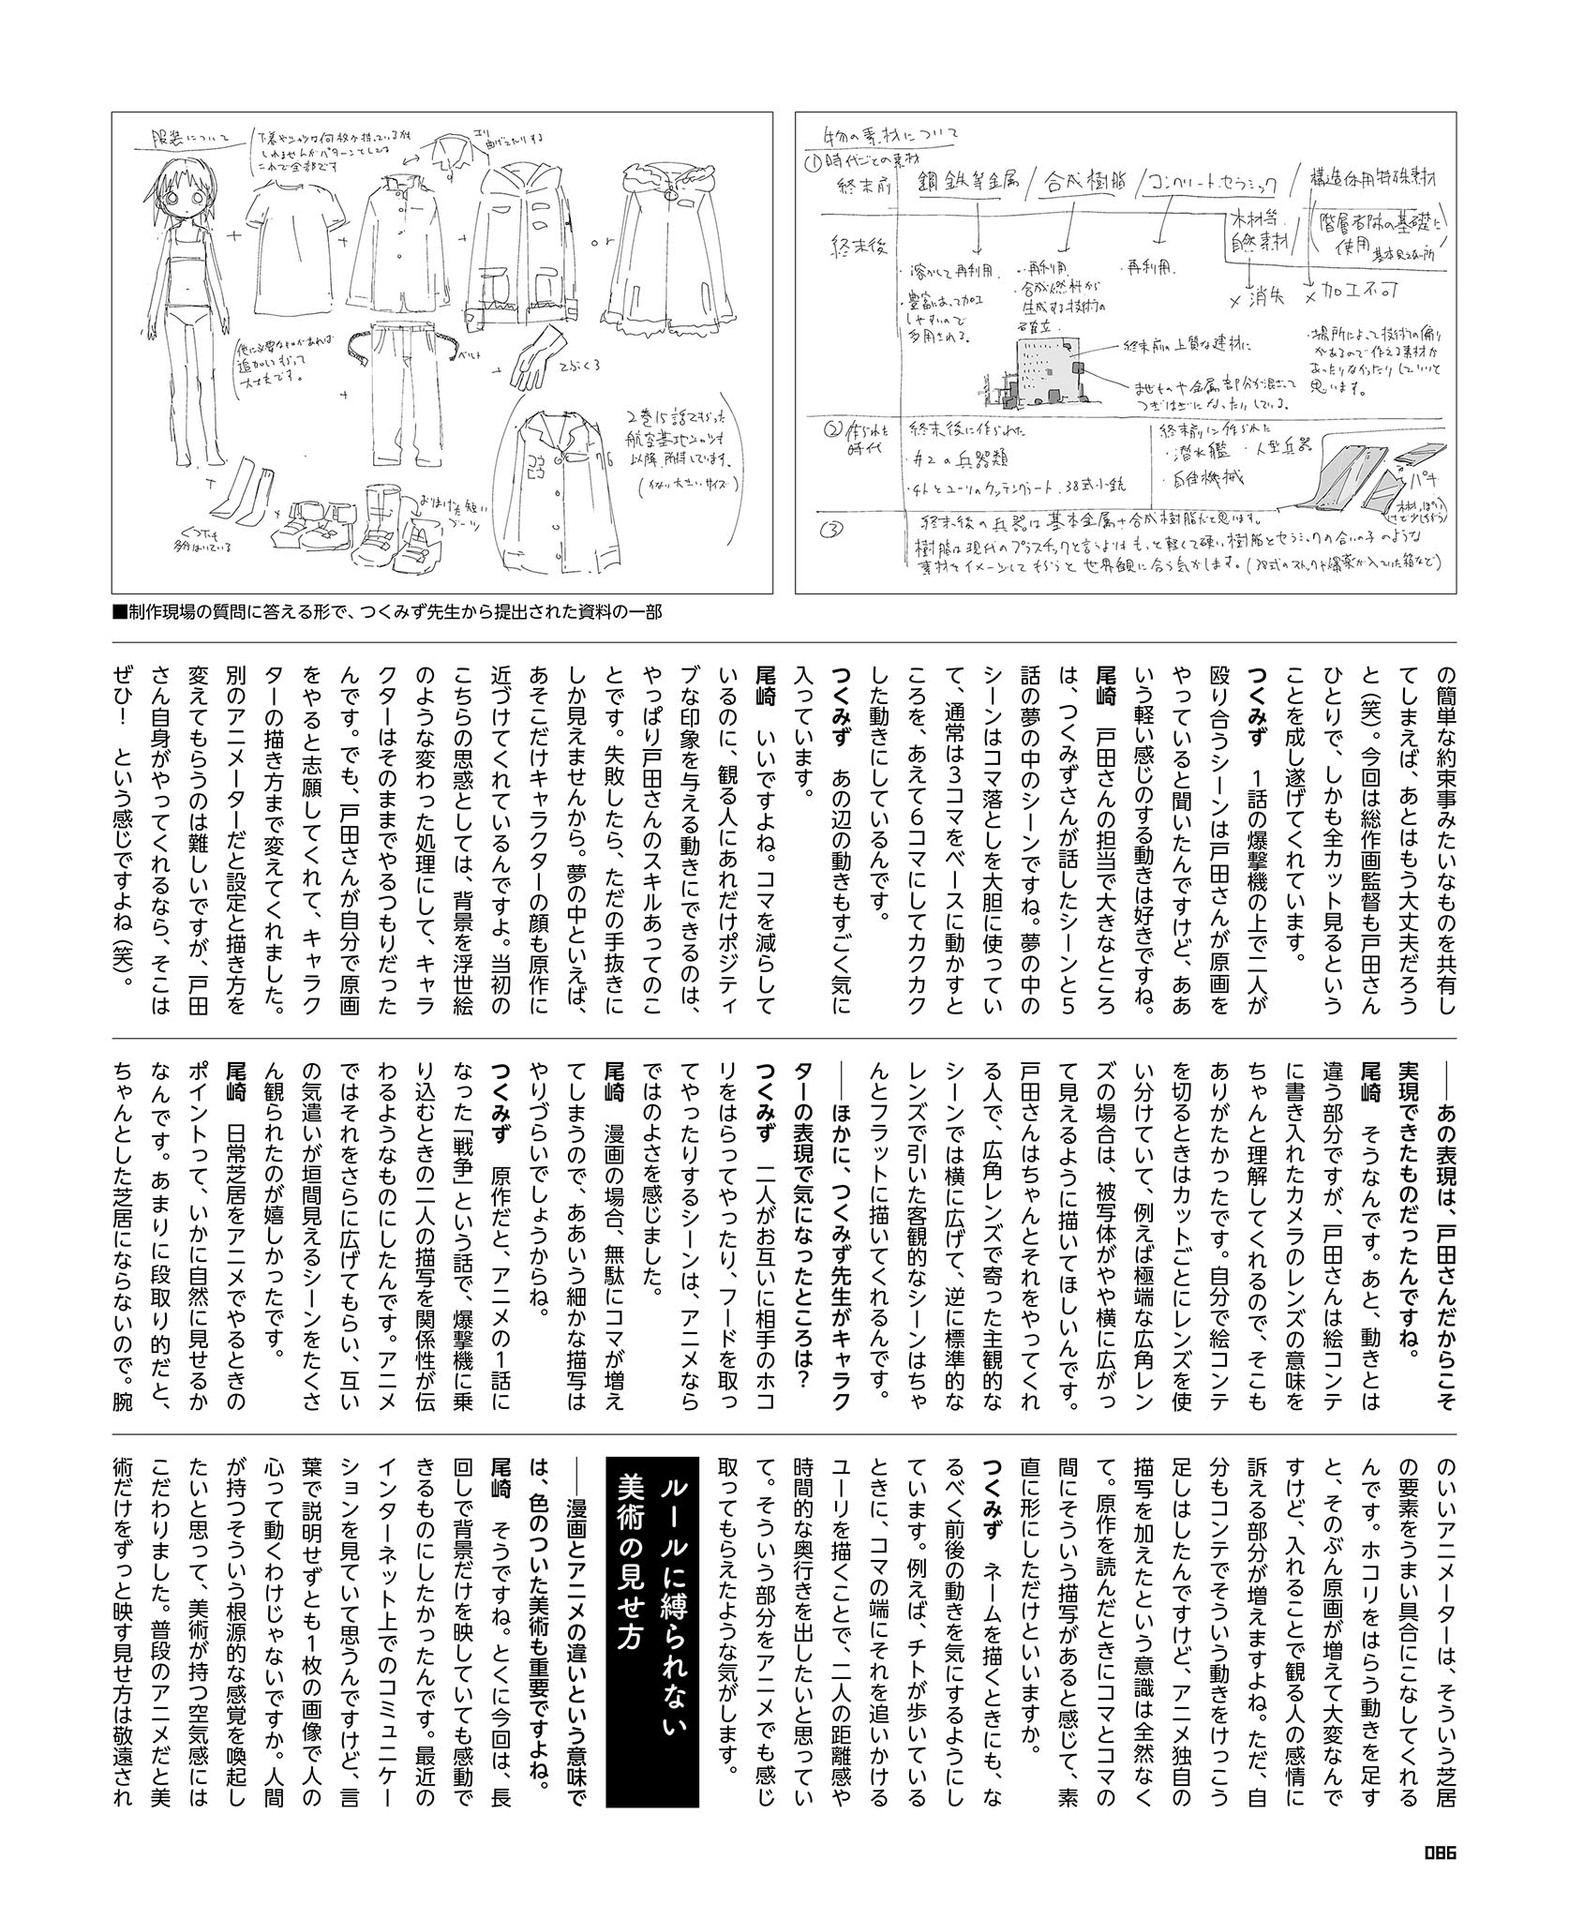 服装について
下着やシャツは何枚か持っているかも
しれませんがパターンとしては
これで全部です
エリ
曲げてたりする
+
+
+
or
他に必要なものがあれば
追加してもらって
大丈夫です。
ベルト
+
てぶくろ
2巻15話でもらった
航空基地のシャツも
以降、所持しています。
(かなり大きいサイズ)
+
くつ下も
多分はいている
+
物の素材について
①時代ごとの素材
終末前
鋼鉄等金属 / 合成樹脂 / コンクリート、セラミック / 構造体用特殊素材
木材等
自然素材
(階層都市の基礎に
使用
終末後
・溶かして再利用
・再利用
・合成燃料から
生成する技術の
確立
・再利用
× 消失
× 加工不可
・豊富にあって加工
しやすいので
多用される。
終末前の上質な建材に
つぎはぎになったりしている。
・場所によって技術の偏り
があるので作れる素材が
あったりなかったりしていいと
思います。
②作られた
時代
終末後に作られた
・#2の兵器類
・チトとユーリのケッテンクラート、38式小銃
終末前に作られた
・潜水艦 ・人型兵器
・自律機械
パキ
③
終末後の兵器は基本金属+合成樹脂だと思います。
樹脂は現代のプラスチックと言うよりはもっと軽くて硬い樹脂とセラミックの合いの子のような
素材をイメージしてもらうと世界観に合う気がします。(38式のストックや爆薬が入っていた箱など)
■制作現場の質問に答える形で、つくみず先生から提出された資料の一部
の簡単な約束事みたいなものを共有し
てしまえば、あとはもう大丈夫だろう
と（笑）。今回は総作画監督も戸田さん
ひとりで、しかも全カット見るという
ことを成し遂げてくれています。
つくみず　1話の爆撃機の上で二人が
殴り合うシーンは戸田さんが原画を
やっていると聞いたんですけど、ああ
いう軽い感じのする動きは好きですね。
尾崎　戸田さんの担当で大きなところ
は、つくみずさんが話したシーンと5
話の夢の中のシーンですね。夢の中の
シーンはコマ落としを大胆に使ってい
て、通常は3コマをベースに動かすと
ころを、あえて6コマにしてカクカク
した動きにしているんです。
つくみず　あの辺の動きもすごく気に
入っています。
尾崎　いいですよね。コマを減らして
いるのに、観る人にあれだけポジティ
ブな印象を与える動きにできるのは、
やっぱり戸田さんのスキルあってのこ
とです。失敗したら、ただの手抜きに
しか見えませんから。夢の中といえば、
あそこだけキャラクターの顔も原作に
近づけてくれているんですよ。当初の
こちらの思惑としては、背景を浮世絵
のような変わった処理にして、キャラ
クターはそのままでやるつもりだった
んです。でも、戸田さんが自分で原画
をやると志願してくれて、キャラク
ターの描き方まで変えてくれました。
別のアニメーターだと設定と描き方を
変えてもらうのは難しいですが、戸田
さん自身がやってくれるなら、そこは
ぜひ！　という感じですよね（笑）。
──あの表現は、戸田さんだからこそ
実現できたものだったんですね。
尾崎　そうなんです。あと、動きとは
違う部分ですが、戸田さんは絵コンテ
に書き入れたカメラのレンズの意味を
ちゃんと理解してくれるので、そこも
ありがたかったです。自分で絵コンテ
を切るときはカットごとにレンズを使
い分けていて、例えば極端な広角レン
ズの場合は、被写体がやや横に広がっ
て見えるように描いてほしいんです。
戸田さんはちゃんとそれをやってくれ
る人で、広角レンズで寄った主観的な
シーンでは横に広げて、逆に標準的な
レンズで引いた客観的なシーンはちゃ
んとフラットに描いてくれるんです。
──ほかに、つくみず先生がキャラク
ターの表現で気になったところは？
つくみず　二人がお互いに相手のホコ
リをはらってやったり、フードを取っ
てやったりするシーンは、アニメなら
ではのよさを感じました。
尾崎　漫画の場合、無駄にコマが増え
てしまうので、ああいう細かな描写は
やりづらいでしょうからね。
つくみず　原作だと、アニメの1話に
なった「戦争」という話で、爆撃機に乗
り込むときの二人の描写を関係性が伝
わるようなものにしたんです。アニメ
ではそれをさらに広げてもらい、互い
の気遣いが垣間見えるシーンをたくさ
ん観られたのが嬉しかったです。
尾崎　日常芝居をアニメでやるときの
ポイントって、いかに自然に見せるか
なんです。あまりに段取り的だと、
ちゃんとした芝居にならないので。腕
のいいアニメーターは、そういう芝居
の要素をうまい具合にこなしてくれる
んです。ホコリをはらう動きを足す
と、そのぶん原画が増えて大変なんで
すけど、入れることで観る人の感情に
訴える部分が増えますよね。ただ、自
分もコンテでそういう動きをけっこう
足しはしたんですけど、アニメ独自の
描写を加えたという意識は全然なく
て。原作を読んだときにコマとコマの
間にそういう描写があると感じて、素
直に形にしただけといいますか。
つくみず　ネームを描くときにも、な
るべく前後の動きを気にするようにし
ています。例えば、チトが歩いている
ときに、コマの端にそれを追いかける
ユーリを描くことで、二人の距離感や
時間的な奥行きを出したいと思ってい
て。そういう部分をアニメでも感じ
取ってもらえたような気がします。
ルールに縛られない
美術の見せ方
──漫画とアニメの違いという意味で
は、色のついた美術も重要ですよね。
尾崎　そうですね。とくに今回は、長
回しで背景だけを映していても感動で
きるものにしたかったんです。最近の
インターネット上でのコミュニケー
ションを見ていて思うんですけど、言
葉で説明せずとも1枚の画像で人の
心って動くわけじゃないですか。人間
が持つそういう根源的な感覚を喚起し
たいと思って、美術が持つ空気感には
こだわりました。普段のアニメだと美
術だけをずっと映す見せ方は敬遠され
086